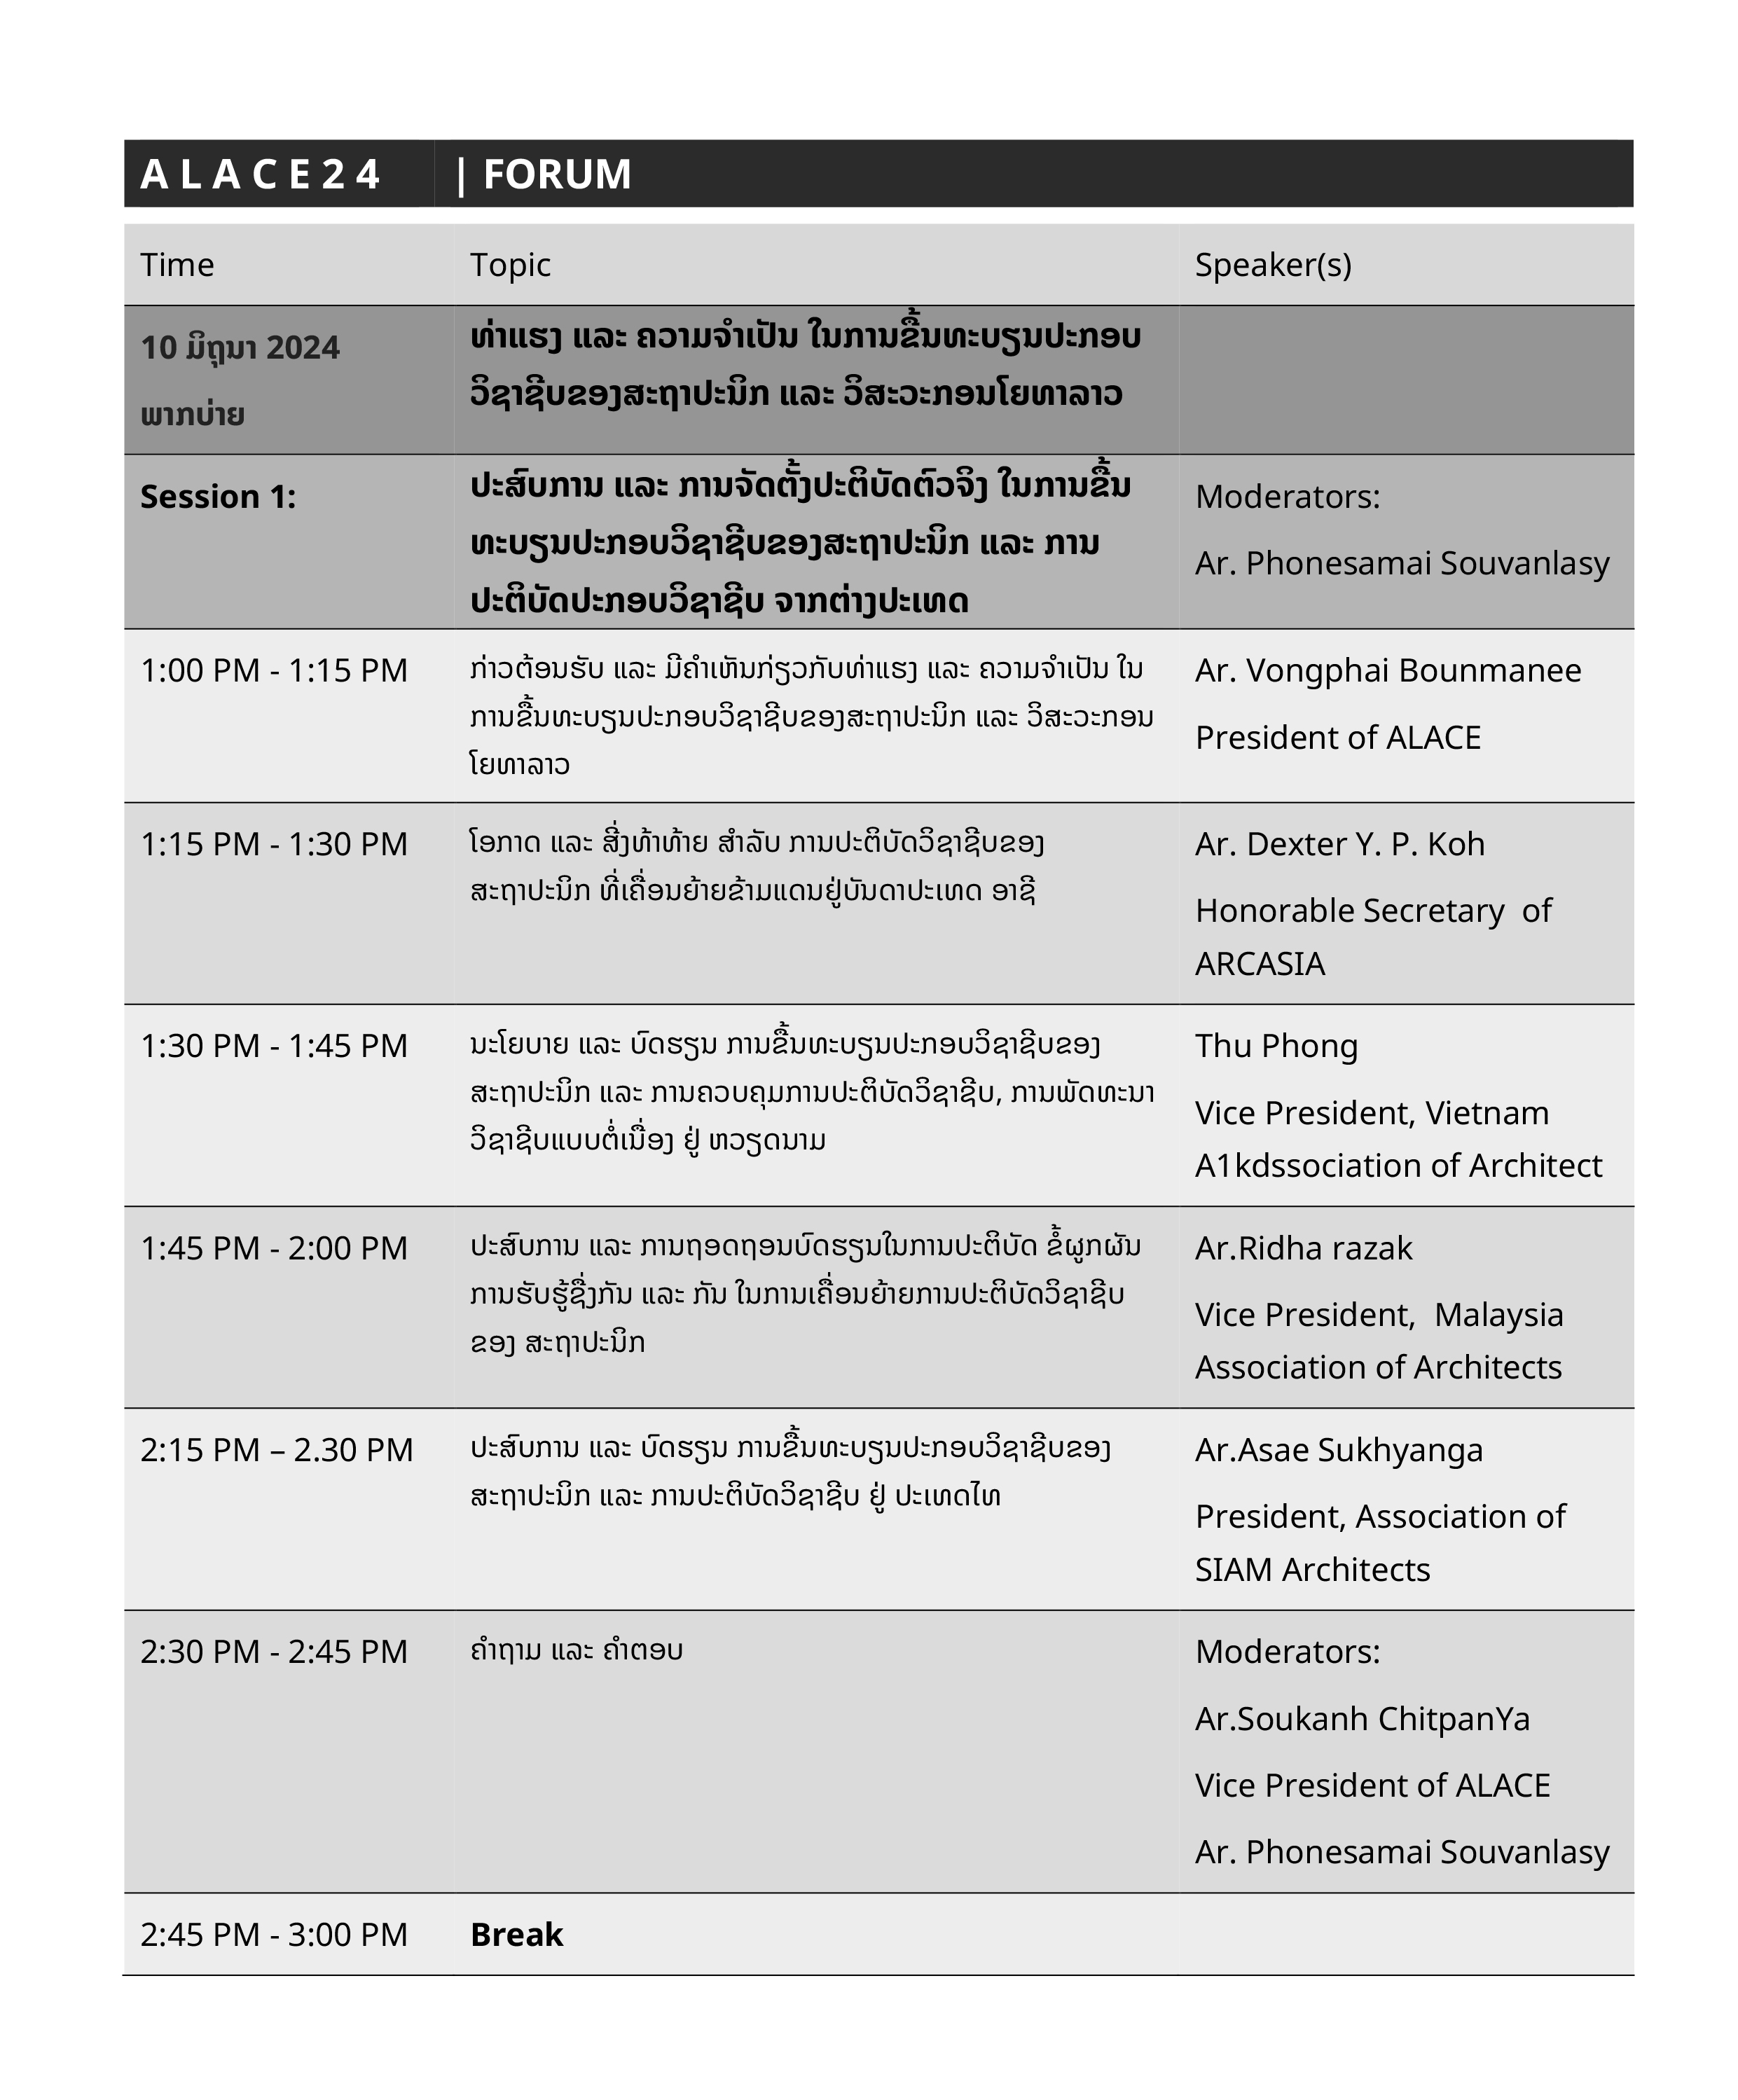 A L A C E 2 4 | FORUM
Time Topic Speaker(s)
10 ມິຖຸນາ 2024
ພາກບ່າຍ
ທ່າແຮງ ແລະ ຄວາມຈຳເປັນ ໃນການຂຶ້ນທະບຽນປະກອບ
ວິຊາຊີບຂອງສະຖາປະນິກ ແລະ ວິສະວະກອນໂຍທາລາວ
Session 1:
ປະສົບການ ແລະ ການຈັດຕັ້ງປະຕິບັດຕົວຈິງ ໃນການຂຶ້ນ
ທະບຽນປະກອບວິຊາຊີບຂອງສະຖາປະນິກ ແລະ ການ
ປະຕິບັດປະກອບວິຊາຊີບ ຈາກຕ່າງປະເທດ
Moderators:
Ar. Phonesamai Souvanlasy
1:00 PM - 1:15 PM
ກ່າວຕ້ອນຮັບ ແລະ ມີຄຳເຫັນກ່ຽວກັບທ່າແຮງ ແລະ ຄວາມຈຳເປັນ ໃນ
ການຂຶ້ນທະບຽນປະກອບວິຊາຊີບຂອງສະຖາປະນິກ ແລະ ວິສະວະກອນ
ໂຍທາລາວ
Ar. Vongphai Bounmanee
President of ALACE
1:15 PM - 1:30 PM
ໂອກາດ ແລະ ສິ່ງທ້າທ້າຍ ສຳລັບ ການປະຕິບັດວິຊາຊີບຂອງ
ສະຖາປະນິກ ທີ່ເຄື່ອນຍ້າຍຂ້າມແດນຢູ່ບັນດາປະເທດ ອາຊີ
Ar. Dexter Y. P. Koh
Honorable Secretary  of
ARCASIA
1:30 PM - 1:45 PM
ນະໂຍບາຍ ແລະ ບົດຮຽນ ການຂຶ້ນທະບຽນປະກອບວິຊາຊີບຂອງ
ສະຖາປະນິກ ແລະ ການຄວບຄຸມການປະຕິບັດວິຊາຊີບ, ການພັດທະນາ
ວິຊາຊີບແບບຕໍ່ເນື່ອງ ຢູ່ ຫວຽດນາມ
Thu Phong
Vice President, Vietnam
A1kdssociation of Architect
1:45 PM - 2:00 PM
ປະສົບການ ແລະ ການຖອດຖອນບົດຮຽນໃນການປະຕິບັດ ຂໍ້ຜູກຜັນ
ການຮັບຮູ້ຊຶ່ງກັນ ແລະ ກັນ ໃນການເຄື່ອນຍ້າຍການປະຕິບັດວິຊາຊີບ
ຂອງ ສະຖາປະນິກ
Ar.Ridha razak
Vice President,  Malaysia
Association of Architects
2:15 PM – 2.30 PM
ປະສົບການ ແລະ ບົດຮຽນ ການຂຶ້ນທະບຽນປະກອບວິຊາຊີບຂອງ
ສະຖາປະນິກ ແລະ ການປະຕິບັດວິຊາຊີບ ຢູ່ ປະເທດໄທ
Ar.Asae Sukhyanga
President, Association of
SIAM Architects
2:30 PM - 2:45 PM
ຄຳຖາມ ແລະ ຄຳຕອບ
Moderators:
Ar.Soukanh ChitpanYa
Vice President of ALACE
Ar. Phonesamai Souvanlasy
2:45 PM - 3:00 PM Break